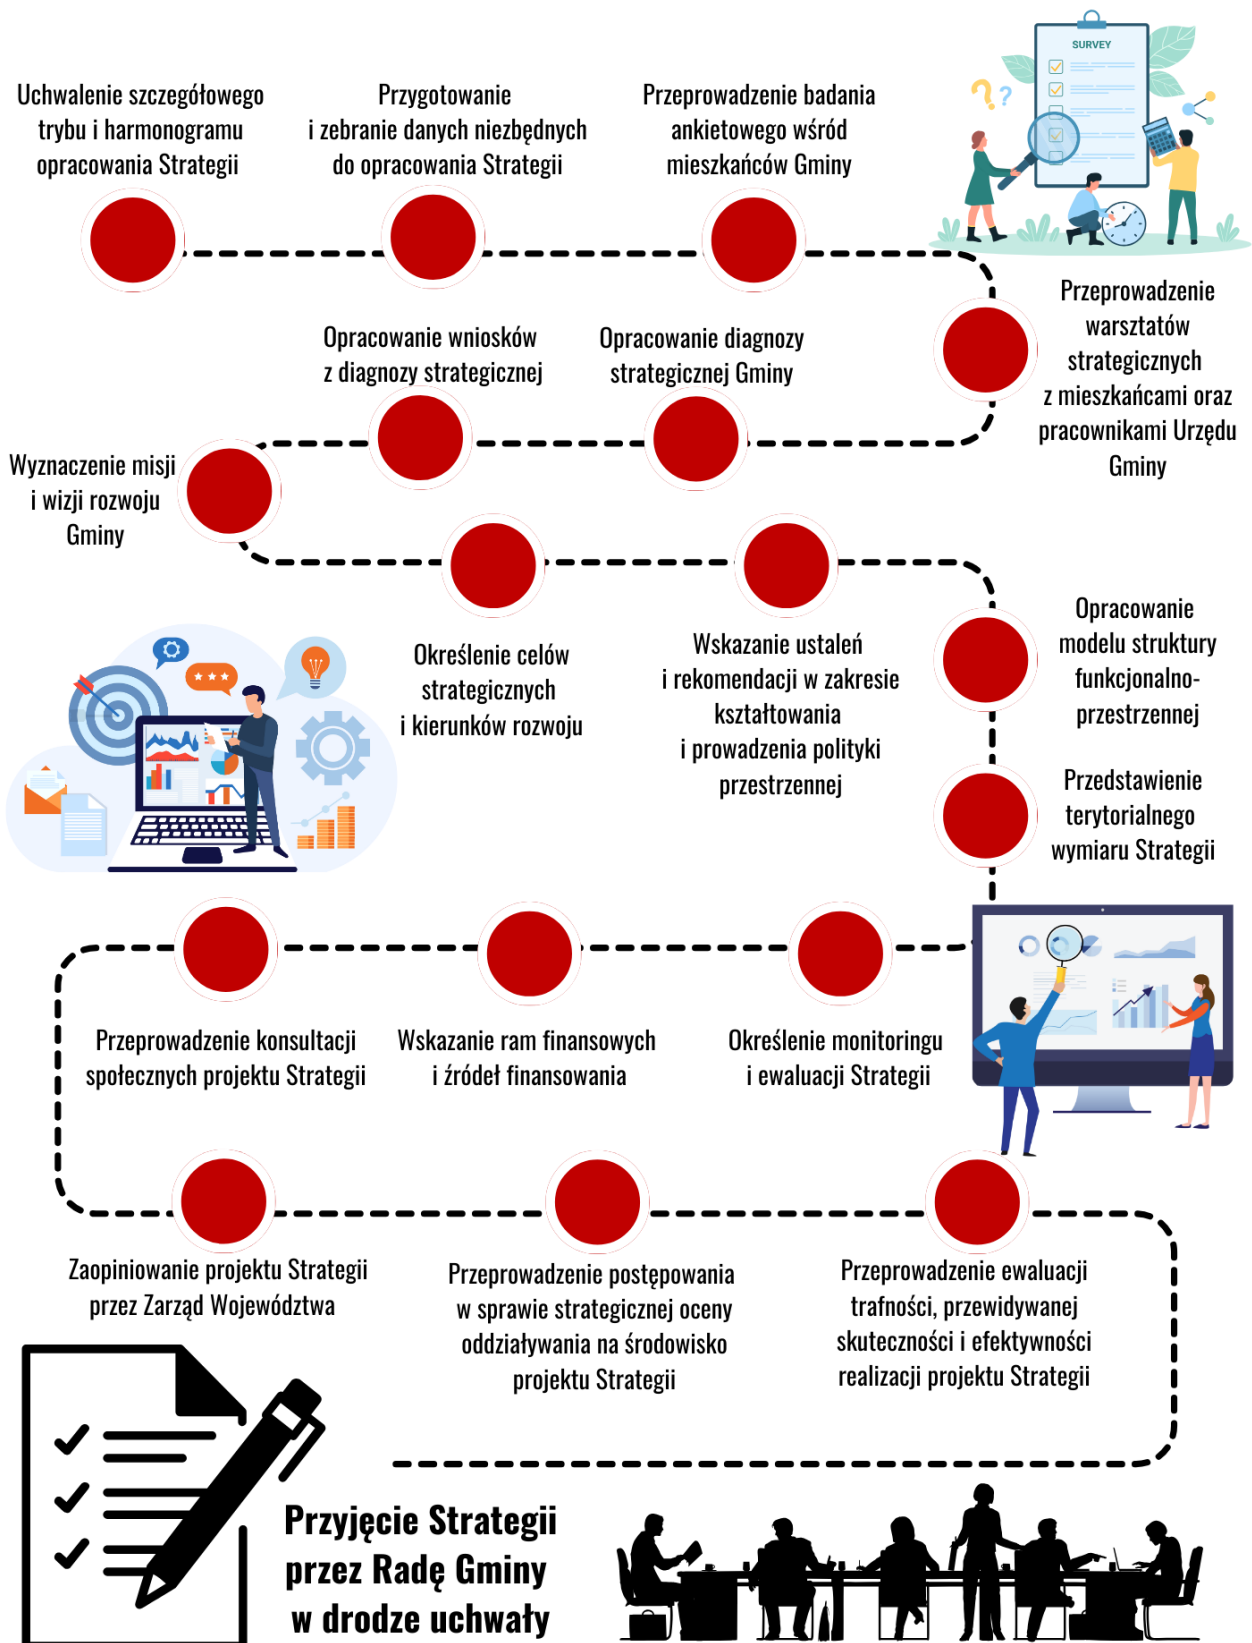 SURVEY
Uchwalenie szczegółowego
trybu i harmonogramu
opracowania Strategii
Przygotowanie
i zebranie danych niezbędnych
do opracowania Strategii
Przeprowadzenie badania
ankietowego wśród
mieszkańców Gminy
Przeprowadzenie
warsztatów
strategicznych
z mieszkańcami oraz
pracownikami Urzędu
Gminy
Opracowanie diagnozy
strategicznej Gminy
Opracowanie wniosków
z diagnozy strategicznej
Wyznaczenie misji
i wizji rozwoju
Gminy
Określenie celów
strategicznych
i kierunków rozwoju
Wskazanie ustaleń
i rekomendacji w zakresie
kształtowania
i prowadzenia polityki
przestrzennej
Opracowanie
modelu struktury
funkcjonalno-
przestrzennej
Przedstawienie
terytorialnego
wymiaru Strategii
Określenie monitoringu
i ewaluacji Strategii
Wskazanie ram finansowych
i źródeł finansowania
Przeprowadzenie konsultacji
społecznych projektu Strategii
Zaopiniowanie projektu Strategii
przez Zarząd Województwa
Przeprowadzenie postępowania
w sprawie strategicznej oceny
oddziaływania na środowisko
projektu Strategii
Przeprowadzenie ewaluacji
trafności, przewidywanej
skuteczności i efektywności
realizacji projektu Strategii
Przyjęcie Strategii
przez Radę Gminy
w drodze uchwały